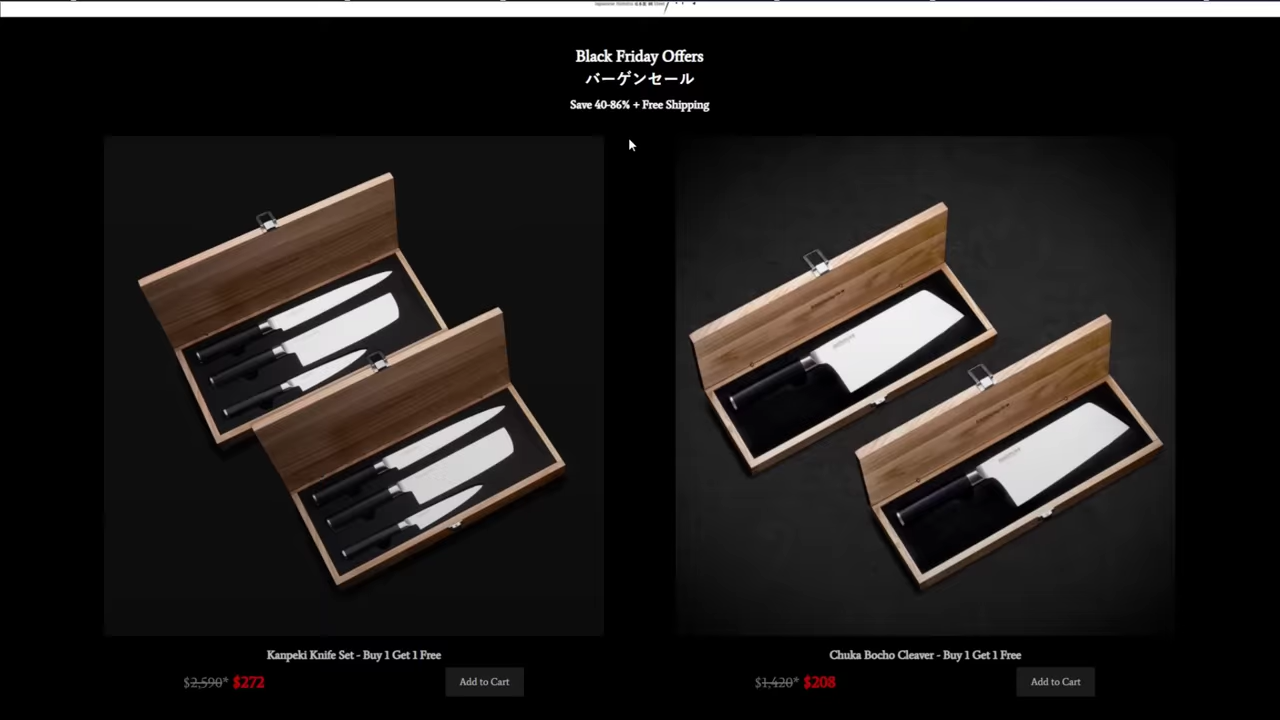 Black Friday Offers
バーゲンセール
Save 40-86% + Free Shipping
Kanpeki Knife Set - Buy 1 Get 1 Free
$2,590* $272
Add to Cart
Chuka Bocho Cleaver - Buy 1 Get 1 Free
$1,420* $208
Add to Cart